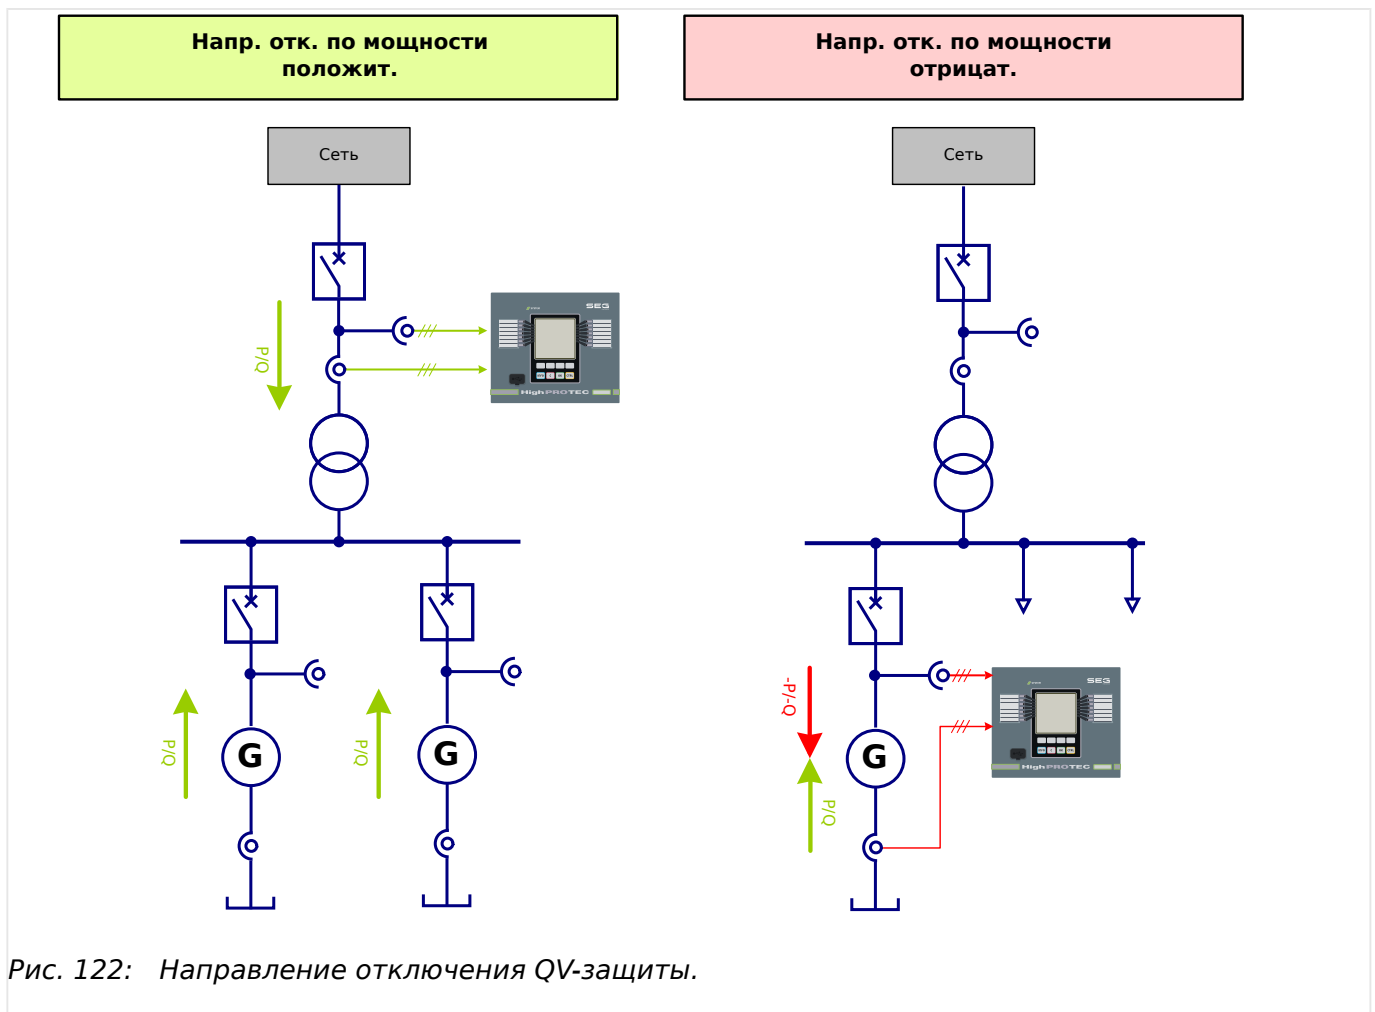 Напр. отк. по мощности
положит.
Напр. отк. по мощности
отрицат.
Сеть
Сеть
P/Q
SEG
HighPROTEC
P/Q
G
P/Q
G
-P/-Q
P/Q
G
SEG
HighPROTEC
Рис. 122: Направление отключения QV-защиты.